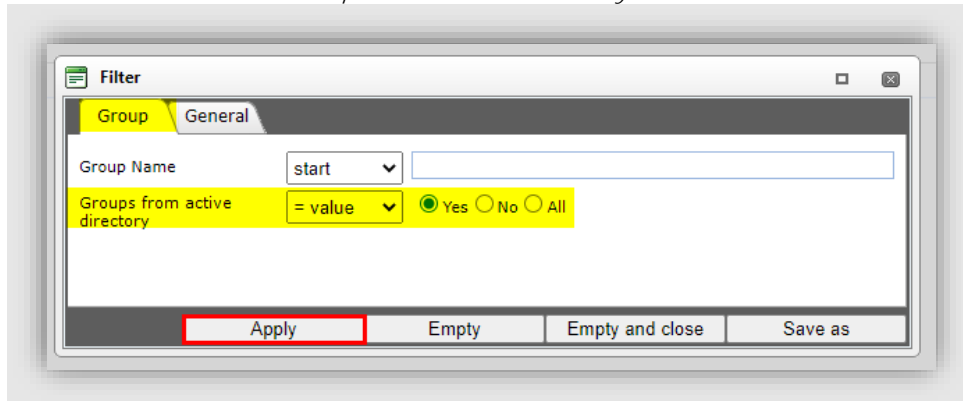 Filter
Group General
Group Name start
Groups from active directory = value Yes No All
Apply Empty Empty and close Save as